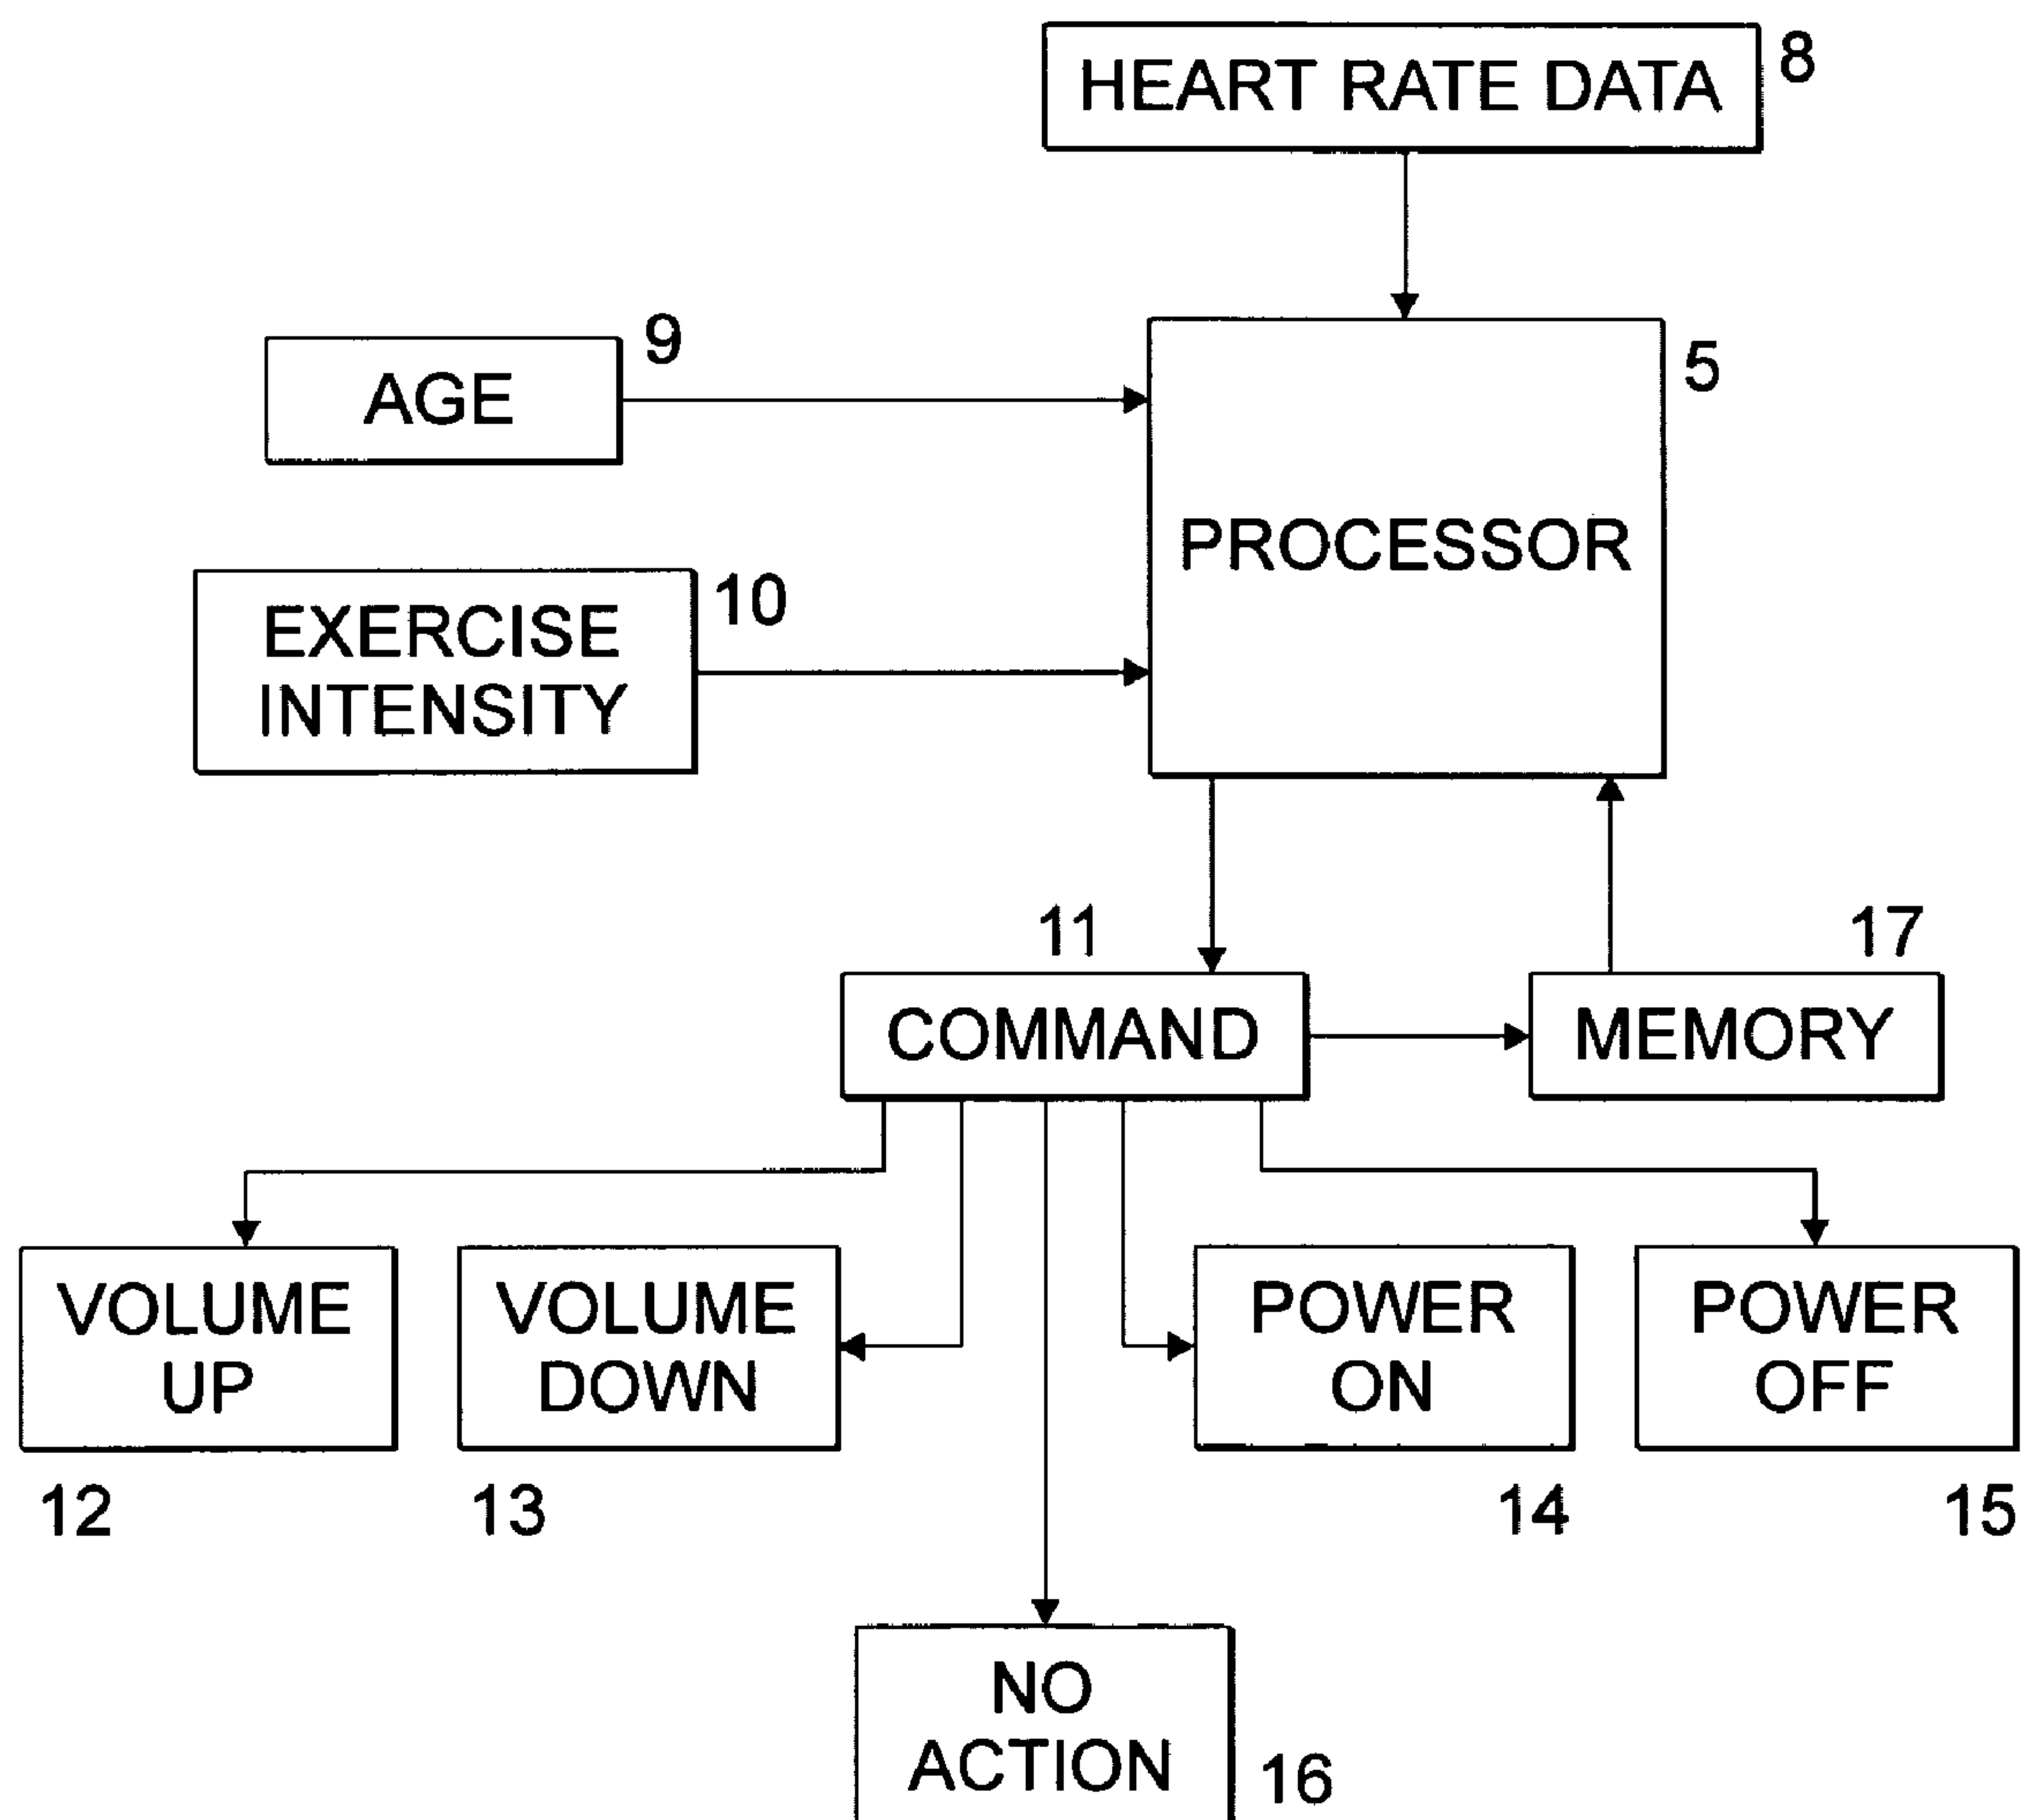 HEART RATE DATA
8
AGE
9
PROCESSOR
5
EXERCISE
INTENSITY
10
11
COMMAND
17
MEMORY
VOLUME
UP
12
VOLUME
DOWN
13
POWER
ON
14
POWER
OFF
15
NO
ACTION
16